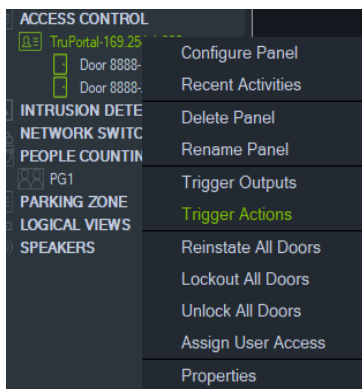 ACCESS CONTROL
TruPortal-169.254
Door 8888-
Door 8888-
INTRUSION DETE
NETWORK SWITC
PEOPLE COUNTIN
PG1
PARKING ZONE
LOGICAL VIEWS
SPEAKERS
Configure Panel
Recent Activities
Delete Panel
Rename Panel
Trigger Outputs
Trigger Actions
Reinstate All Doors
Lockout All Doors
Unlock All Doors
Assign User Access
Properties